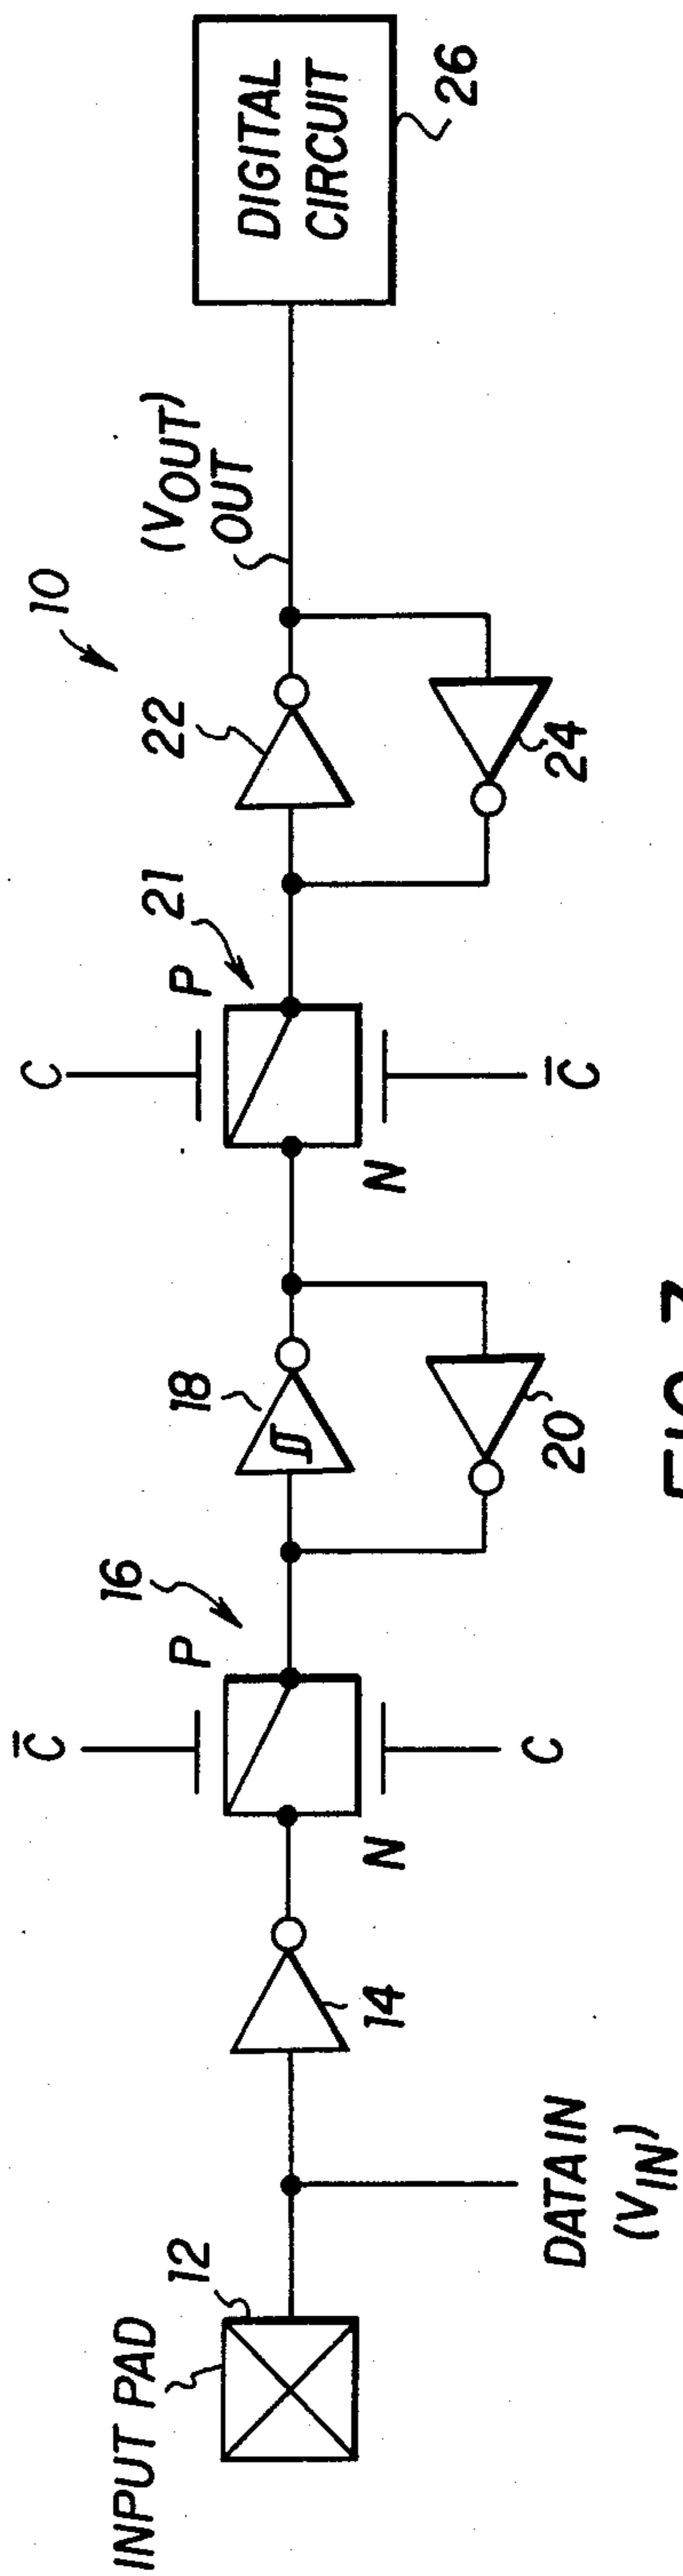 INPUT PAD
12
DATA IN
(VIN)
14
C̅
16
P
N
C
18
20
C
21
P
N
C̅
22
24
10
(VOUT)
OUT
DIGITAL
CIRCUIT
26
FIG.